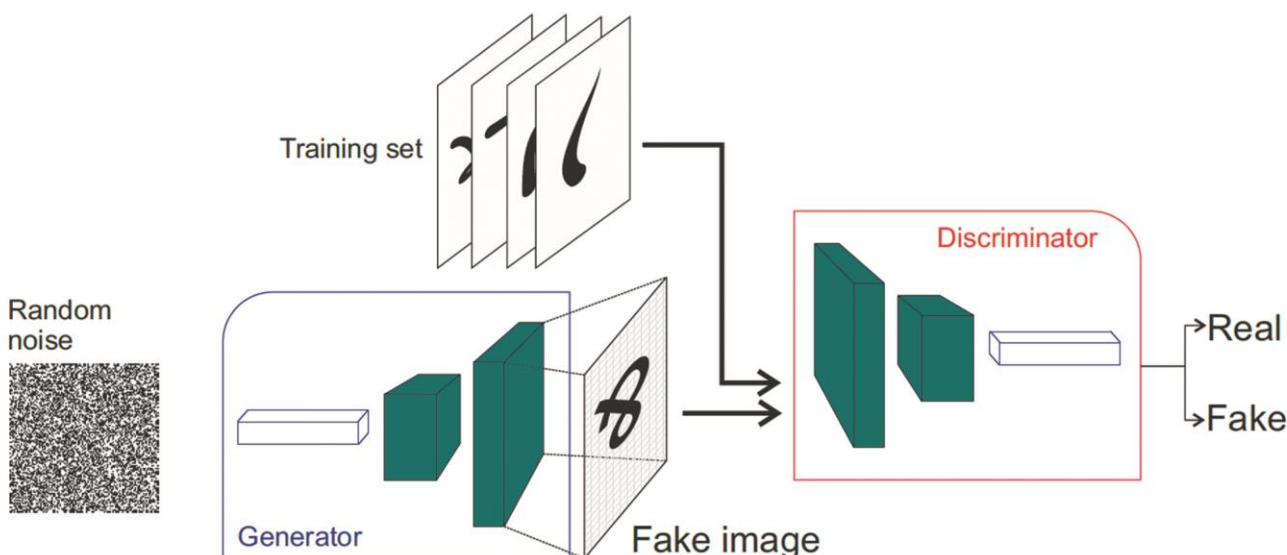 Training set
Discriminator
Random
noise
Real
Fake
Generator
Fake image